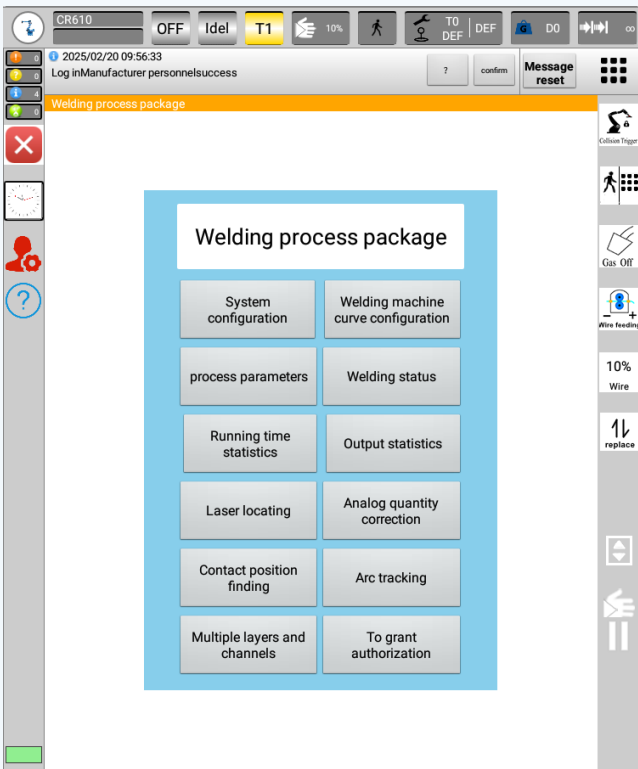 CR610
OFF
Idel
T1
10%
T0
DEF
DEF
G
D0
∞
0
0
4
0
2025/02/20 09:56:33
Log inManufacturer personnelsuccess
?
confirm
Message
reset
Welding process package
Collision Trigger
Gas Off
Wire feeding
10%
Wire
replace
?
Welding process package
System
configuration
Welding machine
curve configuration
process parameters
Welding status
Running time
statistics
Output statistics
Laser locating
Analog quantity
correction
Contact position
finding
Arc tracking
Multiple layers and
channels
To grant
authorization